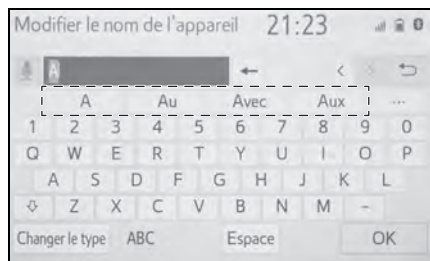 Modifier le nom de l'appareil 21:23
A
A Au Avec Aux ...
1 2 3 4 5 6 7 8 9 0
Q W E R T Y U I O P
A S D F G H J K L
Z X C V B N M -
Changer le type ABC Espace OK